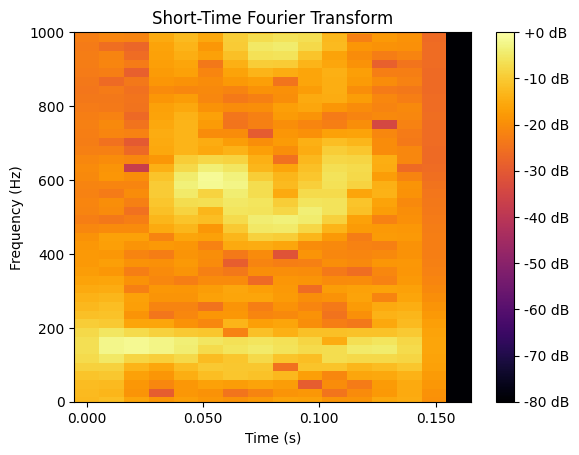 Short-Time Fourier Transform
1000
800
600
400
200
0
Frequency (Hz)
0.000
0.050
0.100
0.150
Time (s)
+0 dB
-10 dB
-20 dB
-30 dB
-40 dB
-50 dB
-60 dB
-70 dB
-80 dB